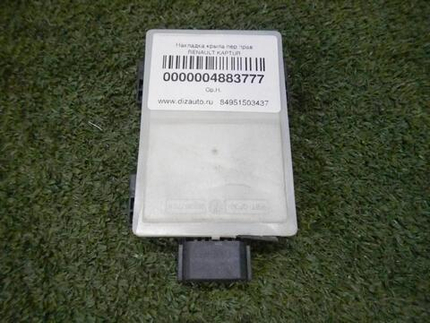 Накладка крыла пер прав
RENAULT KAPTUR
0000004883777
Ор.Н.
www.dizauto.ru 84951503437